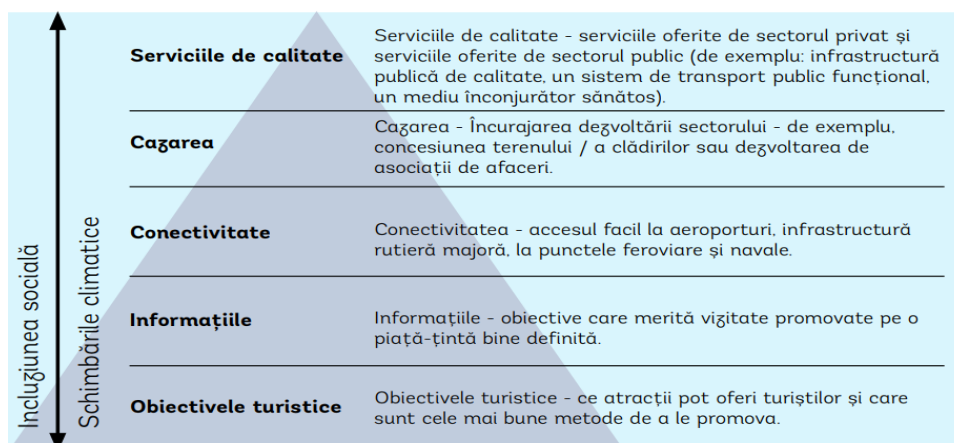 Serviciile de calitate
Serviciile de calitate - serviciile oferite de sectorul privat și
serviciile oferite de sectorul public (de exemplu: infrastructură
publică de calitate, un sistem de transport public funcțional,
un mediu înconjurător sănătos).
Cazarea
Cazarea - Încurajarea dezvoltării sectorului - de exemplu,
concesiunea terenului / a clădirilor sau dezvoltarea de
asociații de afaceri.
Conectivitate
Conectivitatea - accesul facil la aeroporturi, infrastructură
rutieră majoră, la punctele feroviare și navale.
Informațiile
Informațiile - obiective care merită vizitate promovate pe o
piață-țintă bine definită.
Obiectivele turistice
Obiectivele turistice - ce atracții pot oferi turiștilor și care
sunt cele mai bune metode de a le promova.
Incluziunea socială
Schimbările climatice